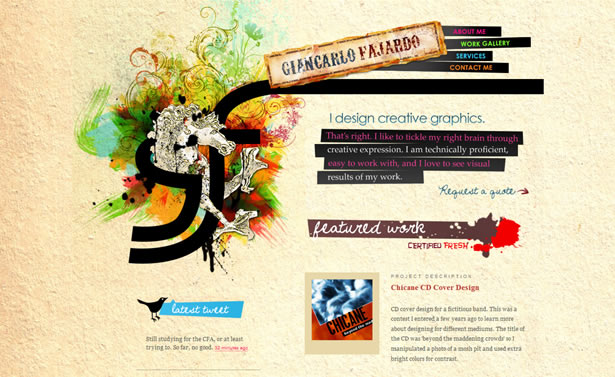 GIANCARLO FAJARDO
ABOUT ME
WORK GALLERY
SERVICES
CONTACT ME
I design creative graphics.
That's right. I like to tickle my right brain through
creative expression. I am technically proficient,
easy to work with, and I love to see visual
results of my work.
Request a quote
featured work
CERTIFIED FRESH
latest tweet
Still studying for the CFA, or at least
trying to. So far, no good. 52 minutes ago
PROJECT DESCRIPTION
Chicane CD Cover Design
CHICANE
CD cover design for a fictitious band. This was a
contest I entered a few years ago to learn more
about designing for different mediums. The title of
the CD was 'beyond the maddening crowds' so I
manipulated a photo of a mosh pit and used extra
bright colors for contrast.